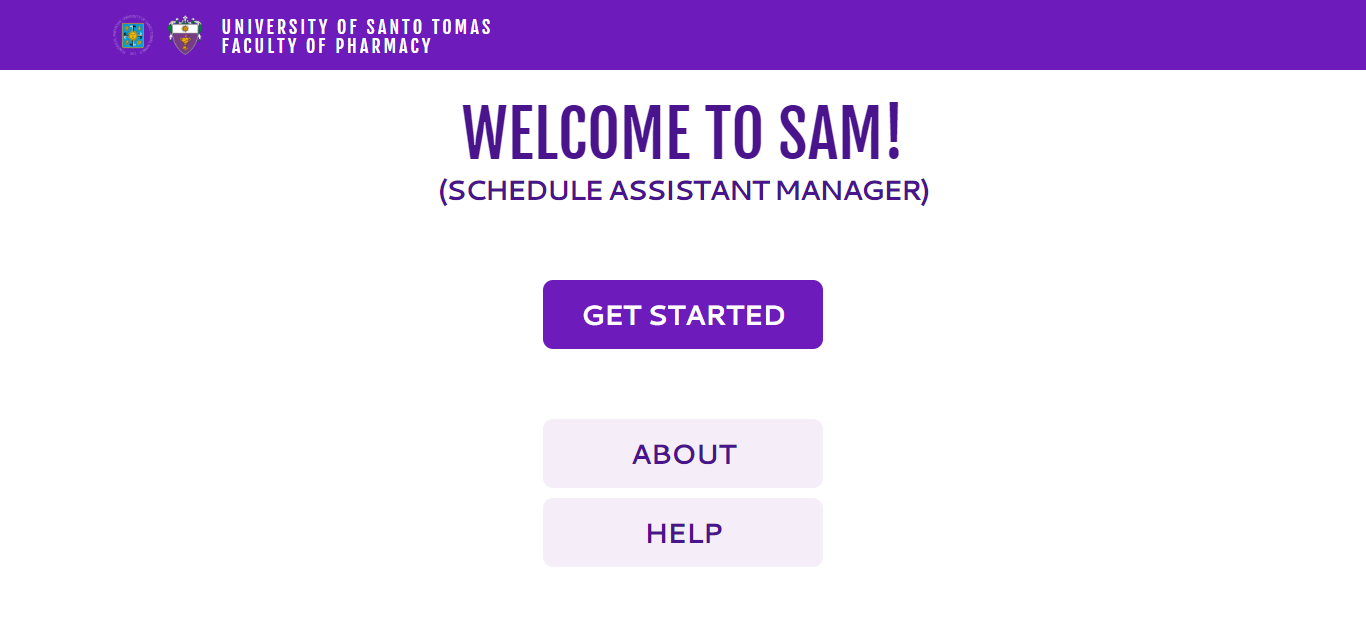 UNIVERSITY OF SANTO TOMAS
FACULTY OF PHARMACY
WELCOME TO SAM!
(SCHEDULE ASSISTANT MANAGER)
GET STARTED
ABOUT
HELP